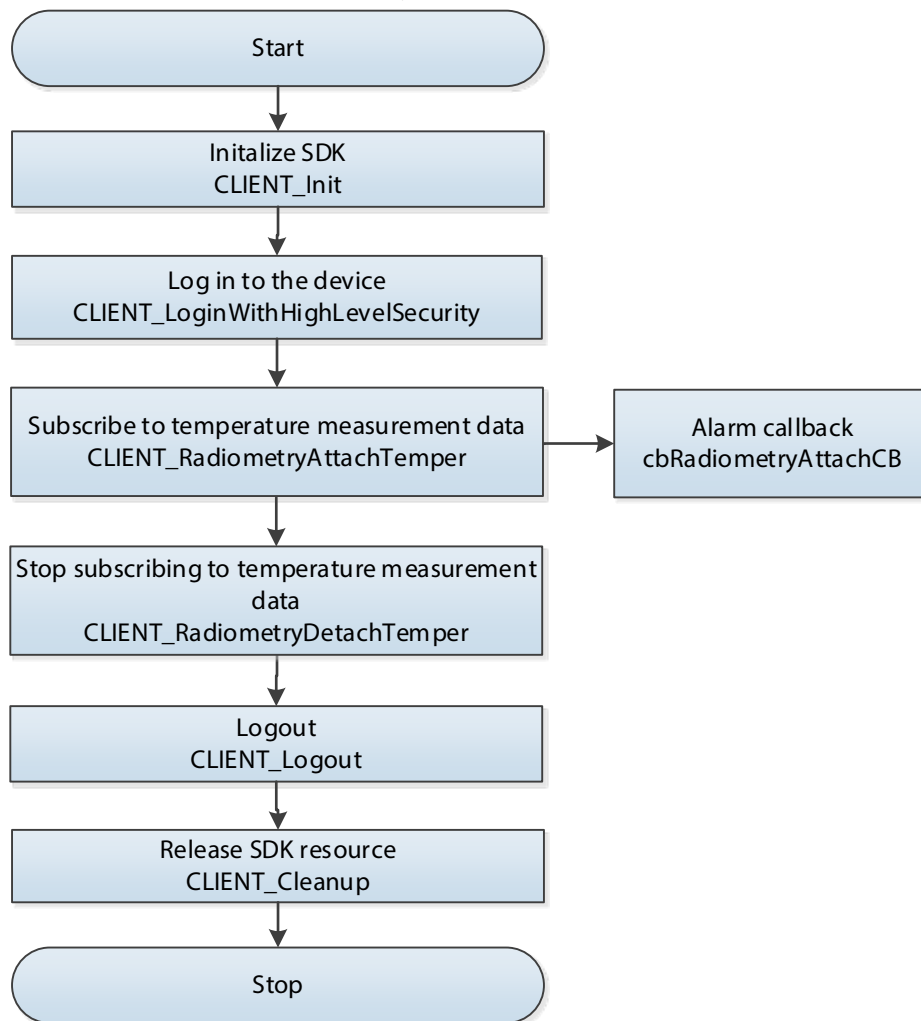 Start
Initalize SDK
CLIENT_Init
Log in to the device
CLIENT_LoginWithHighLevelSecurity
Subscribe to temperature measurement data
CLIENT_RadiometryAttachTemper
Alarm callback
cbRadiometryAttachCB
Stop subscribing to temperature measurement
data
CLIENT_RadiometryDetachTemper
Logout
CLIENT_Logout
Release SDK resource
CLIENT_Cleanup
Stop